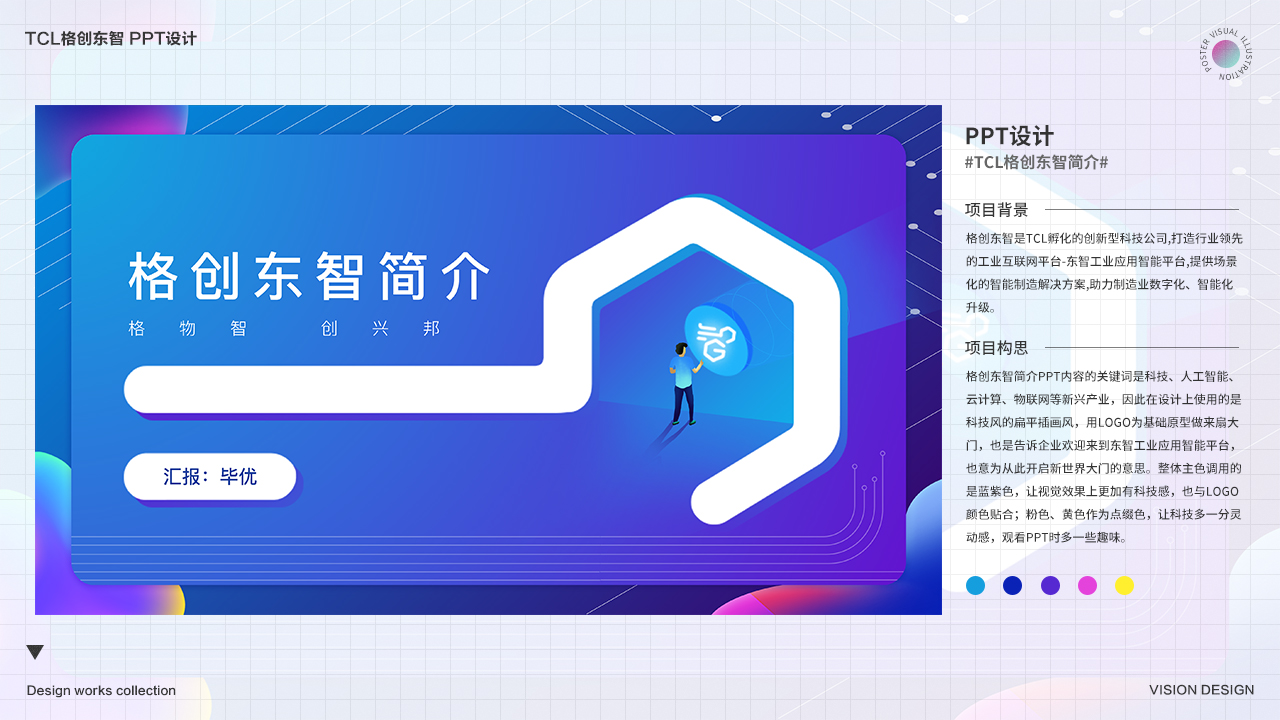 TCL格创东智 PPT设计
POSTER VISUAL ILLUSTRATION
格创东智简介
格物智 创兴邦
汇报：毕优
PPT设计
#TCL格创东智简介#
项目背景
格创东智是TCL孵化的创新型科技公司,打造行业领先
的工业互联网平台-东智工业应用智能平台,提供场景
化的智能制造解决方案,助力制造业数字化、智能化
升级。
项目构思
格创东智简介PPT内容的关键词是科技、人工智能、
云计算、物联网等新兴产业，因此在设计上使用的是
科技风的扁平插画风，用LOGO为基础原型做来扇大
门，也是告诉企业欢迎来到东智工业应用智能平台，
也意为从此开启新世界大门的意思。整体主色调用的
是蓝紫色，让视觉效果上更加有科技感，也与LOGO
颜色贴合；粉色、黄色作为点缀色，让科技多一分灵
动感，观看PPT时多一些趣味。
Design works collection
VISION DESIGN